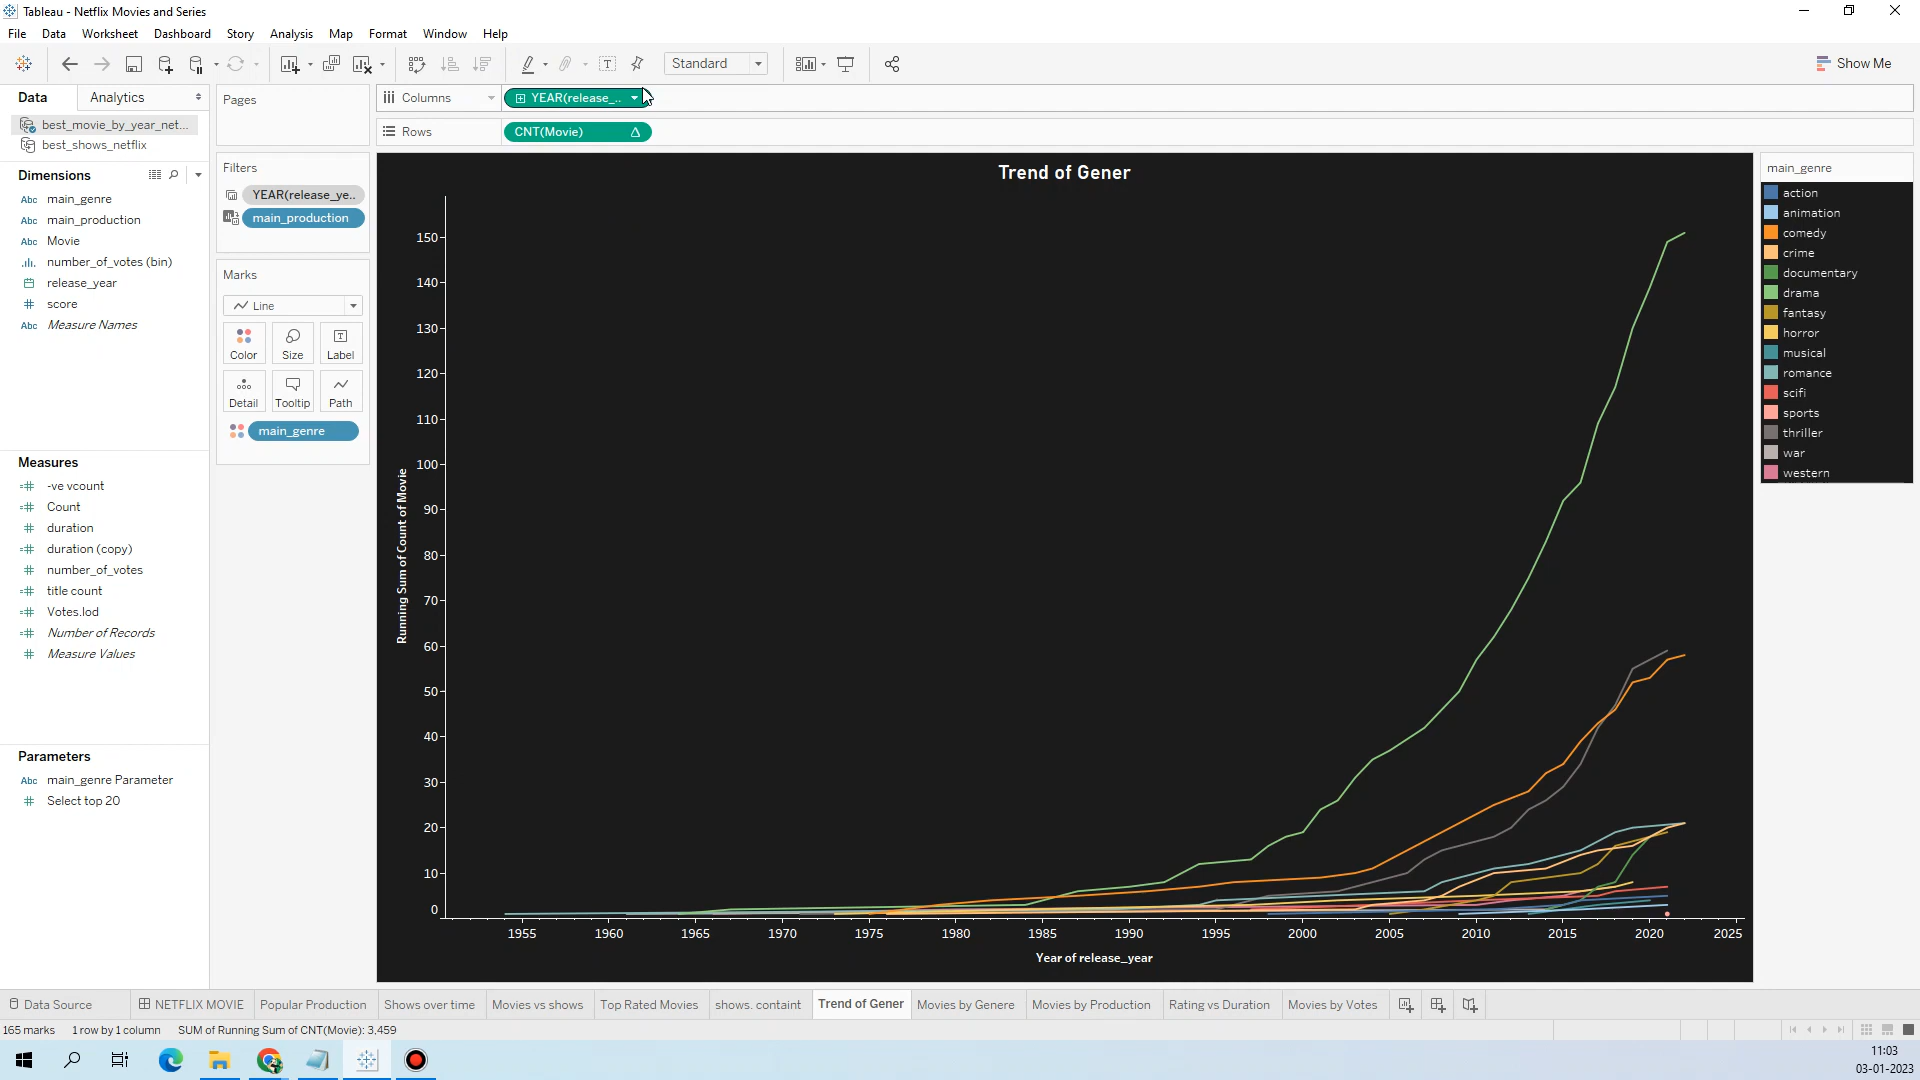 Tableau - Netflix Movies and Series
File Data Worksheet Dashboard Story Analysis Map Format Window Help
Standard
Show Me
Data Analytics
Pages
Columns YEAR(release_..
best_movie_by_year_net...
best_shows_netflix
Rows CNT(Movie)
Dimensions
Abc main_genre
Abc main_production
Abc Movie
number_of_votes (bin)
release_year
score
Abc Measure Names
Measures
-ve vcount
Count
duration
duration (copy)
number_of_votes
title count
Votes.lod
Number of Records
Measure Values
Parameters
Abc main_genre Parameter
Select top 20
Filters
YEAR(release_ye..
main_production
Marks
Line
Color Size Label
Detail Tooltip Path
main_genre
Trend of Gener
150
140
130
120
110
100
90
80
70
60
50
40
30
20
10
0
Running Sum of Count of Movie
1955 1960 1965 1970 1975 1980 1985 1990 1995 2000 2005 2010 2015 2020 2025
Year of release_year
main_genre
action
animation
comedy
crime
documentary
drama
fantasy
horror
musical
romance
scifi
sports
thriller
war
western
Data Source NETFLIX MOVIE Popular Production Shows over time Movies vs shows Top Rated Movies shows. containt Trend of Gener Movies by Genere Movies by Production Rating vs Duration Movies by Votes
165 marks 1 row by 1 column SUM of Running Sum of CNT(Movie): 3,459
11:03
03-01-2023